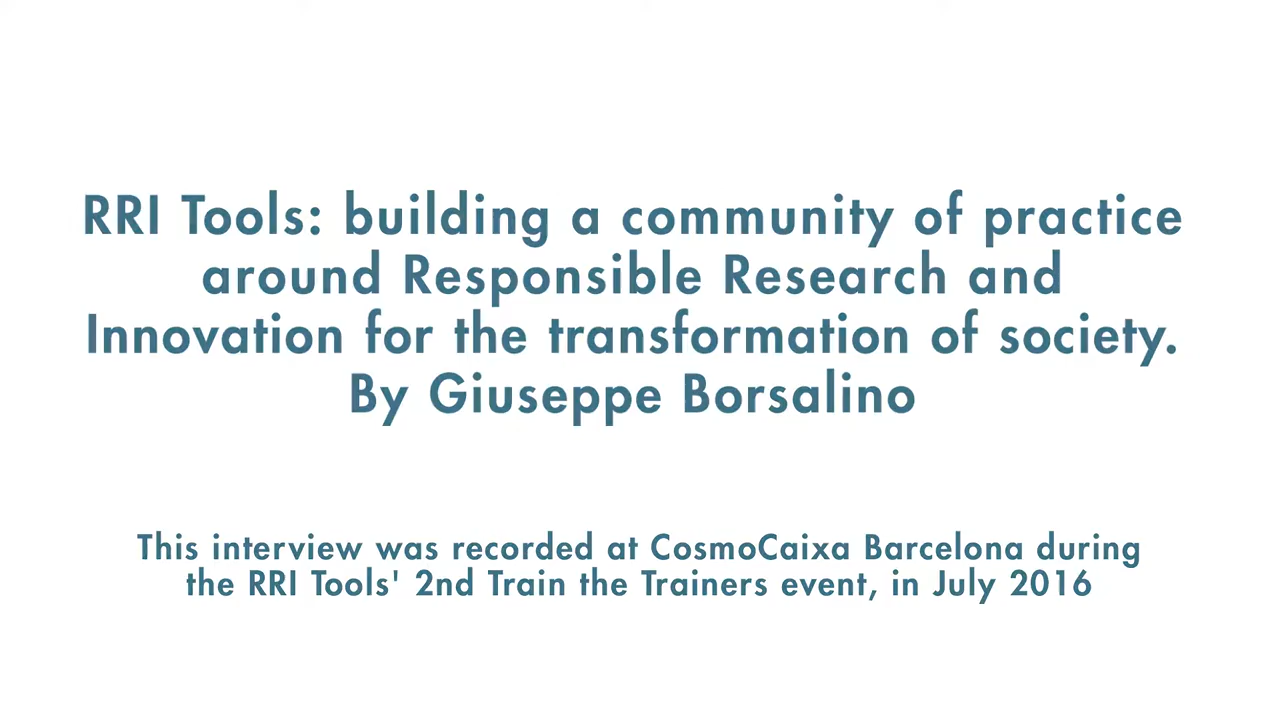 RRI Tools: building a community of practice
around Responsible Research and
Innovation for the transformation of society.
By Giuseppe Borsalino
This interview was recorded at CosmoCaixa Barcelona during
the RRI Tools' 2nd Train the Trainers event, in July 2016